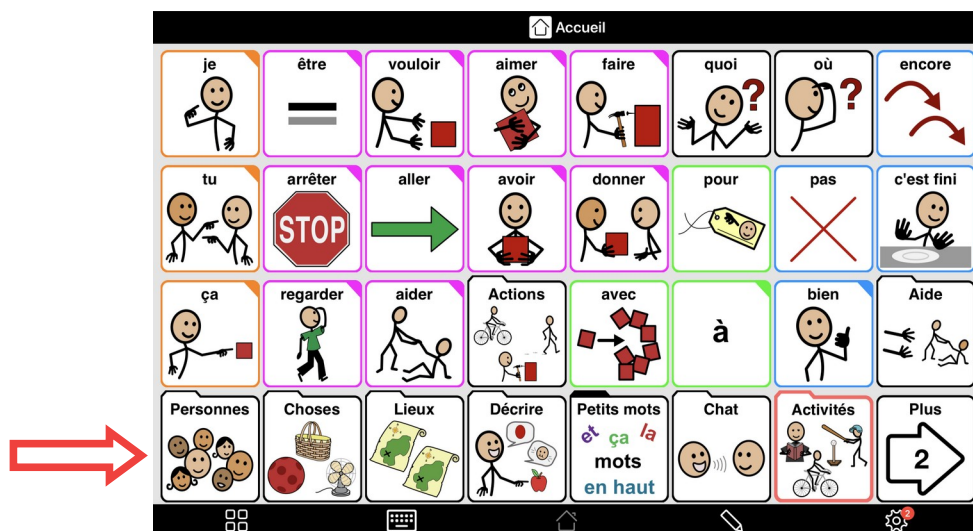 Accueil
je être vouloir aimer faire quoi où encore
? ?
tu arrêter aller avoir donner pour pas c'est fini
STOP
ça regarder aider Actions avec à bien Aide
Personnes Choses Lieux Décrire Petits mots Chat Activités Plus
et ça la
mots
en haut
2
2